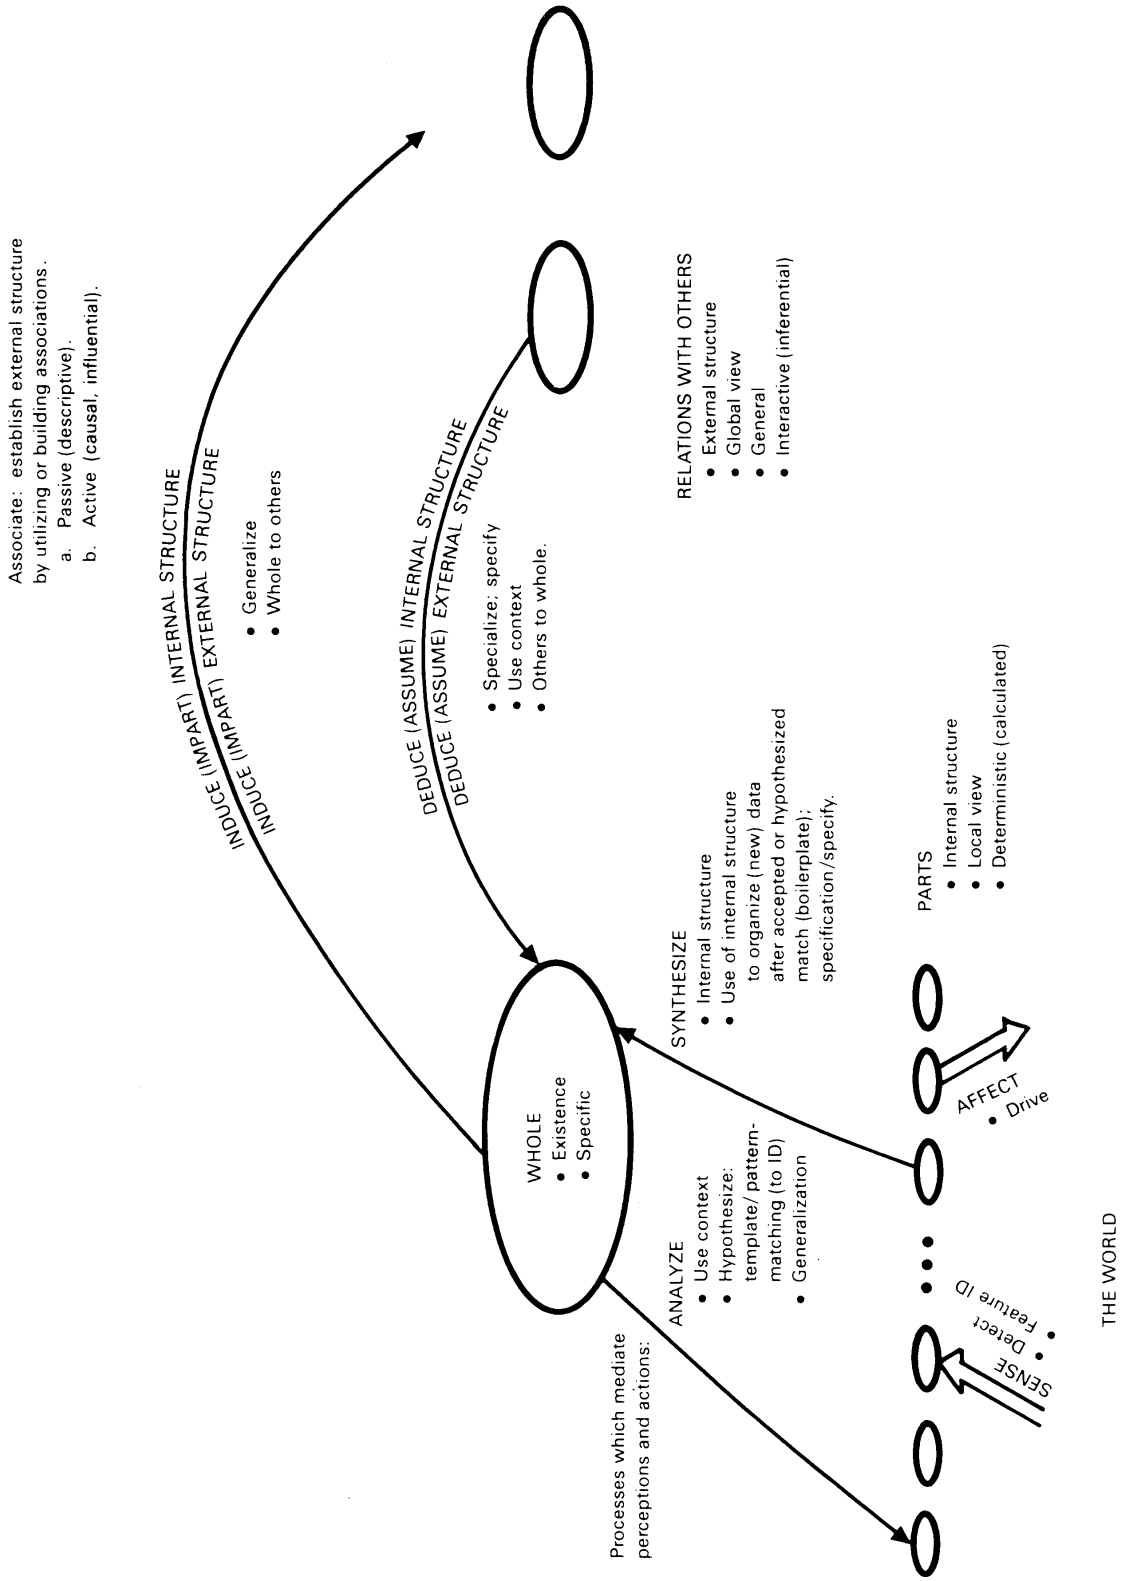 Associate: establish external structure
by utilizing or building associations.
a. Passive (descriptive).
b. Active (causal, influential).
INDUCE (IMPART) INTERNAL STRUCTURE
INDUCE (IMPART) EXTERNAL STRUCTURE
• Generalize
• Whole to others
DEDUCE (ASSUME) INTERNAL STRUCTURE
DEDUCE (ASSUME) EXTERNAL STRUCTURE
• Specialize; specify
• Use context
• Others to whole.
WHOLE
• Existence
• Specific
Processes which mediate
perceptions and actions:
ANALYZE
• Use context
• Hypothesize:
template/pattern-
matching (to ID)
• Generalization
SYNTHESIZE
• Internal structure
• Use of internal structure
to organize (new) data
after accepted or hypothesized
match (boilerplate);
specification/specify.
RELATIONS WITH OTHERS
• External structure
• Global view
• General
• Interactive (inferential)
PARTS
• Internal structure
• Local view
• Deterministic (calculated)
SENSE
• Detect
• Feature ID
AFFECT
• Drive
THE WORLD